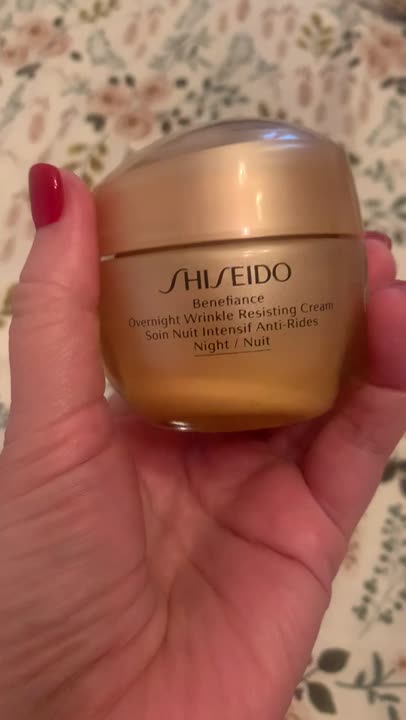 SHISEIDO
Benefiance
Overnight Wrinkle Resisting Cream
Soin Nuit Intensif Anti-Rides
Night / Nuit